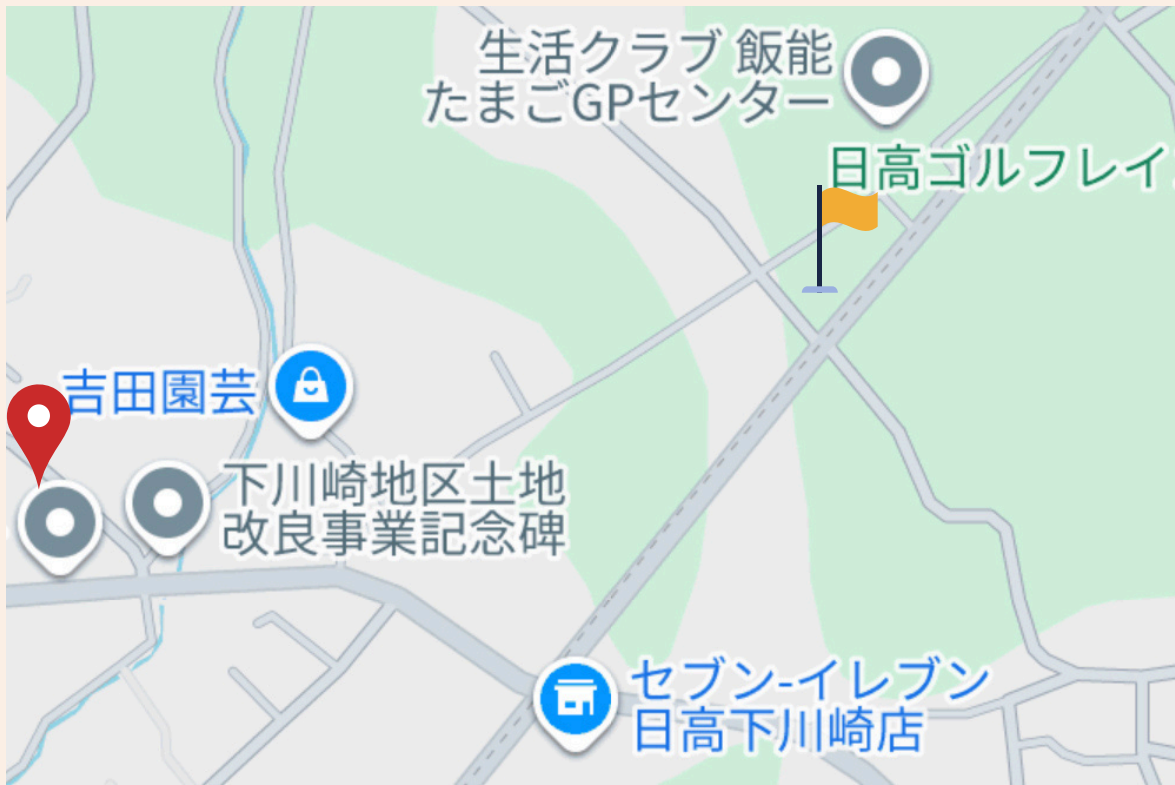 生活クラブ 飯能
たまごGPセンター
日高ゴルフレイ
吉田園芸
下川崎地区土地
改良事業記念碑
セブン-イレブン
日高下川崎店